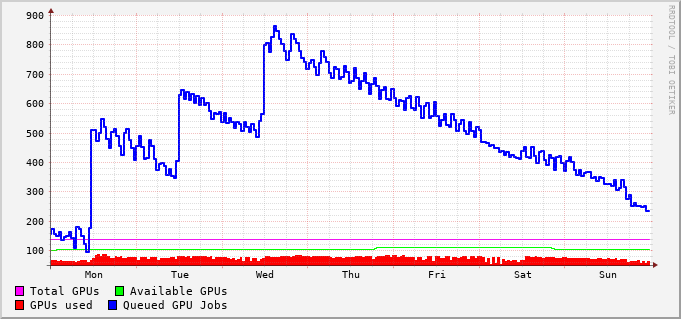 900
800
700
600
500
400
300
200
100
Mon Tue Wed Thu Fri Sat Sun
Total GPUs Available GPUs
GPUs used Queued GPU Jobs
RRDTOOL / TOBI OETIKER